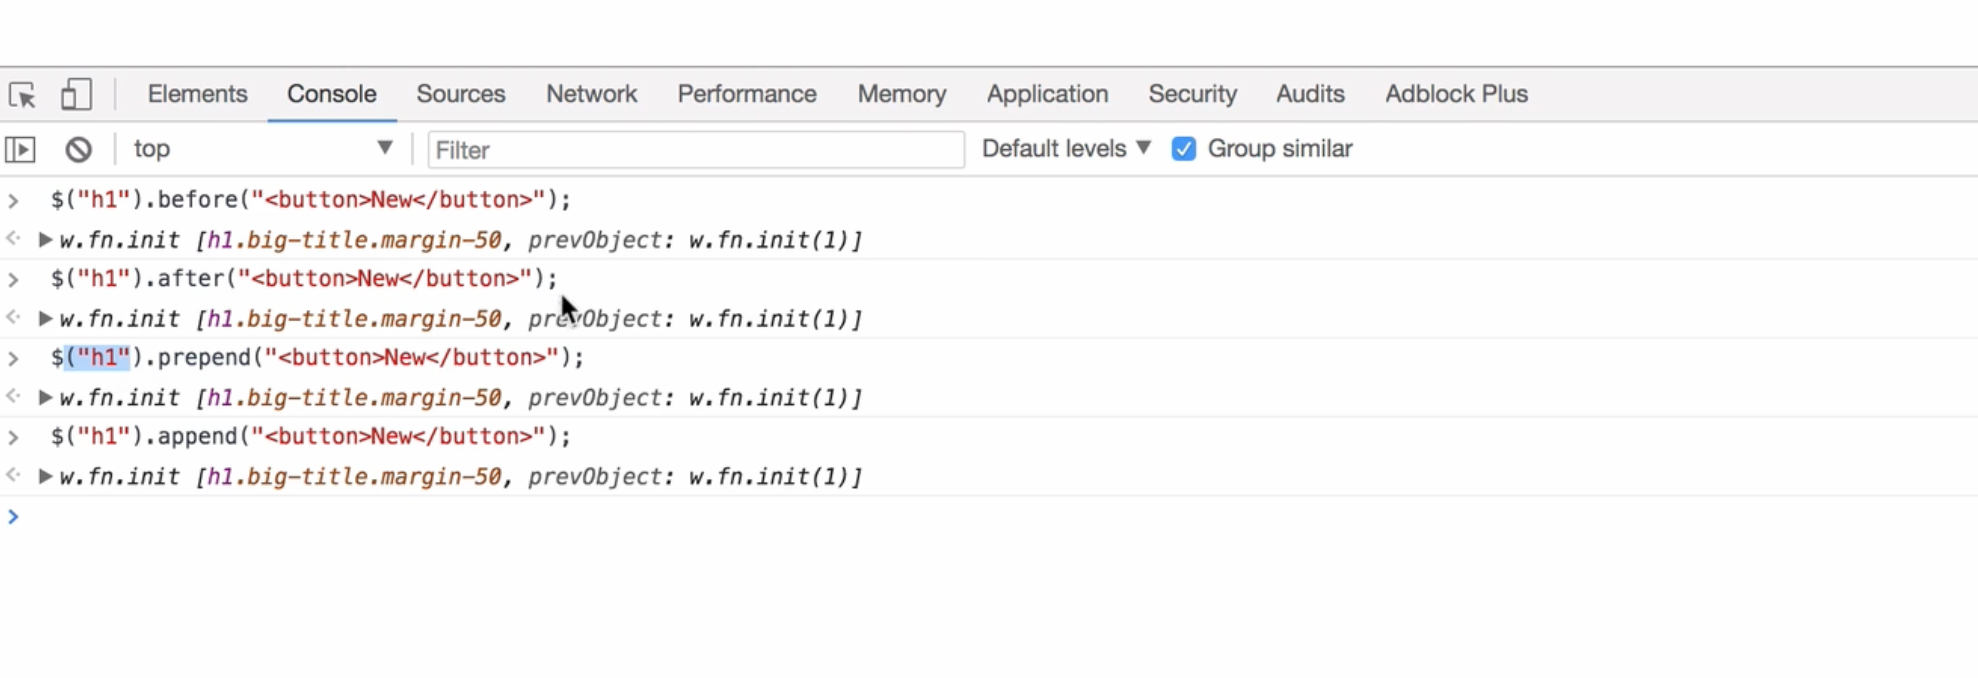 Elements Console Sources Network Performance Memory Application Security Audits Adblock Plus
top Filter Default levels Group similar
> $("h1").before("<button>New</button>");
w.fn.init [h1.big-title.margin-50, prevObject: w.fn.init(1)]
> $("h1").after("<button>New</button>");
w.fn.init [h1.big-title.margin-50, prevObject: w.fn.init(1)]
> $("h1").prepend("<button>New</button>");
w.fn.init [h1.big-title.margin-50, prevObject: w.fn.init(1)]
> $("h1").append("<button>New</button>");
w.fn.init [h1.big-title.margin-50, prevObject: w.fn.init(1)]
>